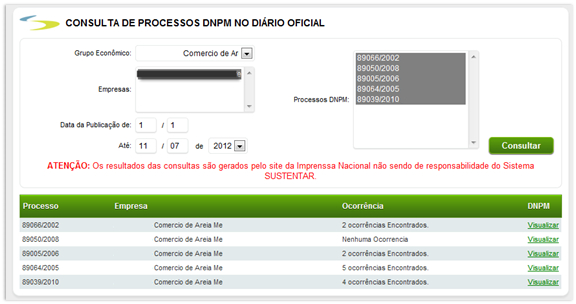 CONSULTA DE PROCESSOS DNPM NO DIÁRIO OFICIAL
Grupo Econômico: Comercio de Ar
Empresas:
Processos DNPM:
89066/2002
89050/2008
89005/2006
89064/2005
89039/2010
Data da Publicação de: 1 / 1
Até: 11 / 07 de 2012
Consultar
ATENÇÃO: Os resultados das consultas são gerados pelo site da Imprenssa Nacional não sendo de responsabilidade do Sistema
SUSTENTAR.
Processo Empresa Ocorrência DNPM
89066/2002 Comercio de Areia Me 2 ocorrências Encontrados. Visualizar
89050/2008 Comercio de Areia Me Nenhuma Ocorrencia Visualizar
89005/2006 Comercio de Areia Me 2 ocorrências Encontrados. Visualizar
89064/2005 Comercio de Areia Me 5 ocorrências Encontrados. Visualizar
89039/2010 Comercio de Areia Me 4 ocorrências Encontrados. Visualizar